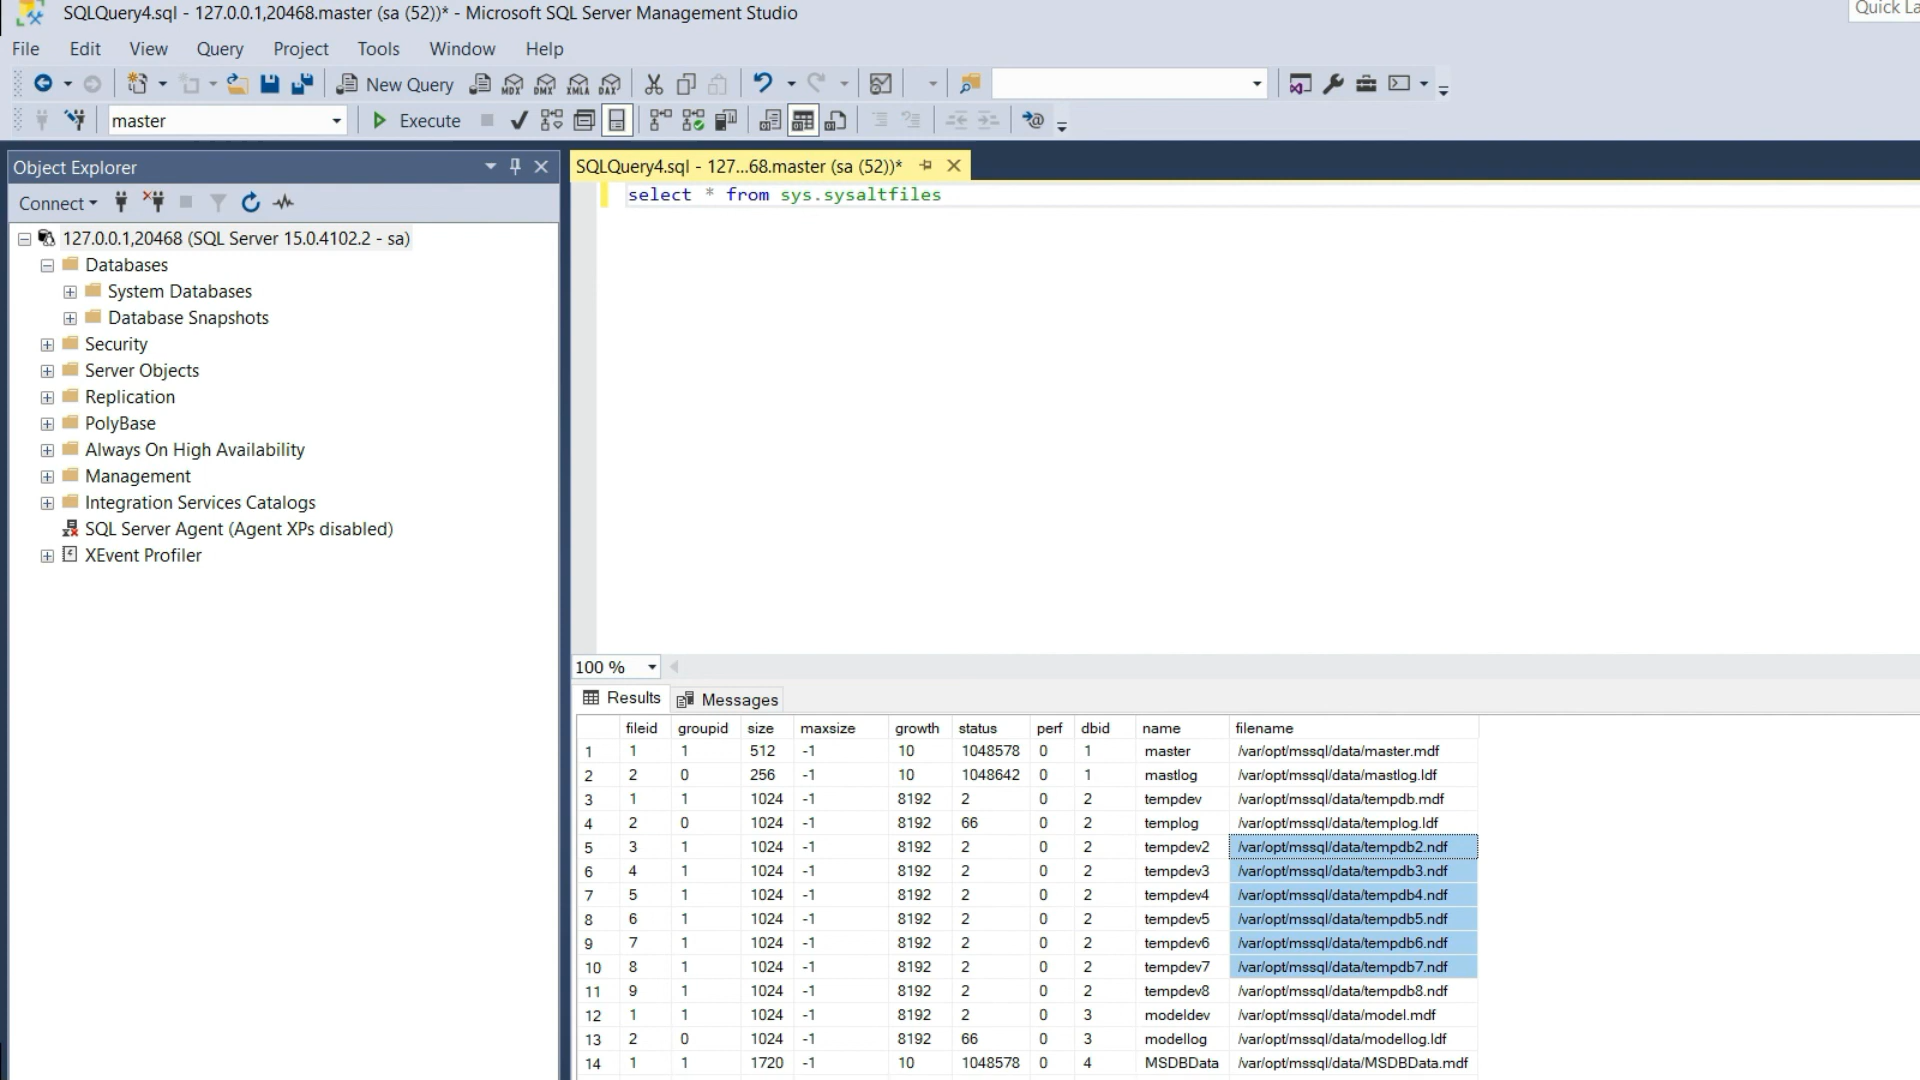 SQLQuery4.sql - 127.0.0.1,20468.master (sa (52))* - Microsoft SQL Server Management Studio
Quick La
File Edit View Query Project Tools Window Help
New Query MDX DMX XMLA DAX
master Execute
Object Explorer
SQLQuery4.sql - 127...68.master (sa (52))*
Connect
select * from sys.sysaltfiles
127.0.0.1,20468 (SQL Server 15.0.4102.2 - sa)
Databases
System Databases
Database Snapshots
Security
Server Objects
Replication
PolyBase
Always On High Availability
Management
Integration Services Catalogs
SQL Server Agent (Agent XPs disabled)
XEvent Profiler
100 %
Results Messages
fileid groupid size maxsize growth status perf dbid name filename
1 1 1 512 -1 10 1048578 0 1 master /var/opt/mssql/data/master.mdf
2 2 0 256 -1 10 1048642 0 1 mastlog /var/opt/mssql/data/mastlog.ldf
3 1 1 1024 -1 8192 2 0 2 tempdev /var/opt/mssql/data/tempdb.mdf
4 2 0 1024 -1 8192 66 0 2 templog /var/opt/mssql/data/templog.ldf
5 3 1 1024 -1 8192 2 0 2 tempdev2 /var/opt/mssql/data/tempdb2.ndf
6 4 1 1024 -1 8192 2 0 2 tempdev3 /var/opt/mssql/data/tempdb3.ndf
7 5 1 1024 -1 8192 2 0 2 tempdev4 /var/opt/mssql/data/tempdb4.ndf
8 6 1 1024 -1 8192 2 0 2 tempdev5 /var/opt/mssql/data/tempdb5.ndf
9 7 1 1024 -1 8192 2 0 2 tempdev6 /var/opt/mssql/data/tempdb6.ndf
10 8 1 1024 -1 8192 2 0 2 tempdev7 /var/opt/mssql/data/tempdb7.ndf
11 9 1 1024 -1 8192 2 0 2 tempdev8 /var/opt/mssql/data/tempdb8.ndf
12 1 1 1024 -1 8192 2 0 3 modeldev /var/opt/mssql/data/model.mdf
13 2 0 1024 -1 8192 66 0 3 modellog /var/opt/mssql/data/modellog.ldf
14 1 1 1720 -1 10 1048578 0 4 MSDBData /var/opt/mssql/data/MSDBData.mdf